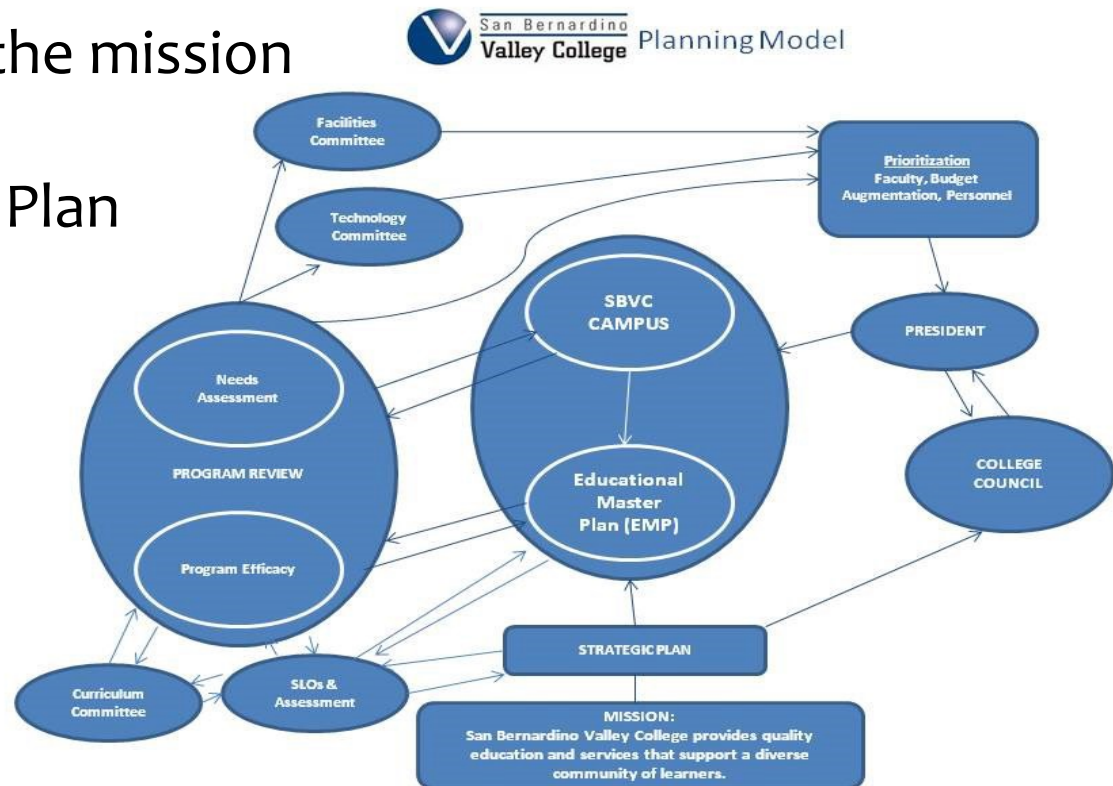 the mission
Plan
San Bernardino
Valley College
Planning Model
Facilities
Committee
Prioritization
Faculty, Budget
Augmentation, Personnel
Technology
Committee
SBVC
CAMPUS
PRESIDENT
Needs
Assessment
PROGRAM REVIEW
COLLEGE
COUNCIL
Educational
Master
Plan (EMP)
Program Efficacy
STRATEGIC PLAN
Curriculum
Committee
SLOs &
Assessment
MISSION:
San Bernardino Valley College provides quality
education and services that support a diverse
community of learners.